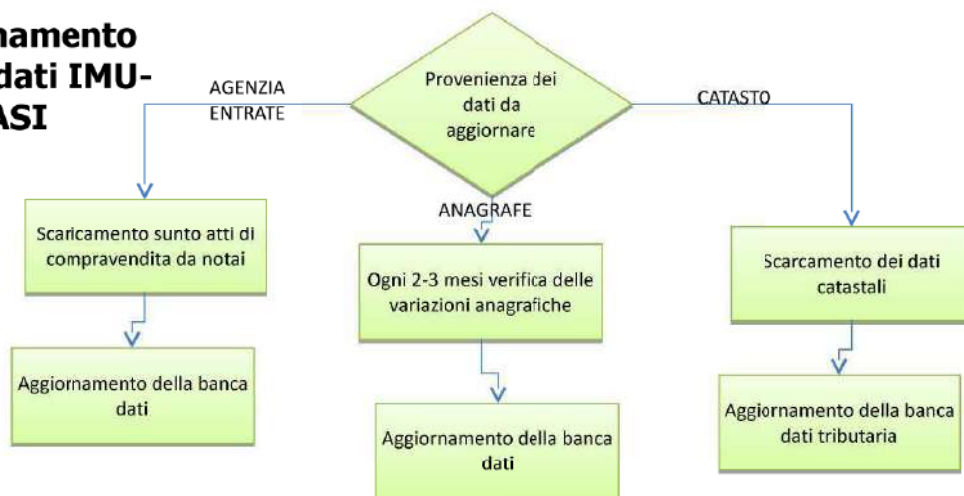 namento
dati IMU-
ASI
Provenienza dei
dati da
aggiornare
AGENZIA
ENTRATE
CATASTO
ANAGRAFE
Scaricamento sunto atti di
compravendita da notai
Ogni 2-3 mesi verifica delle
variazioni anagrafiche
Scarcamento dei dati
catastali
Aggiornamento della banca
dati
Aggiornamento della banca
dati
Aggiornamento della banca
dati tributaria